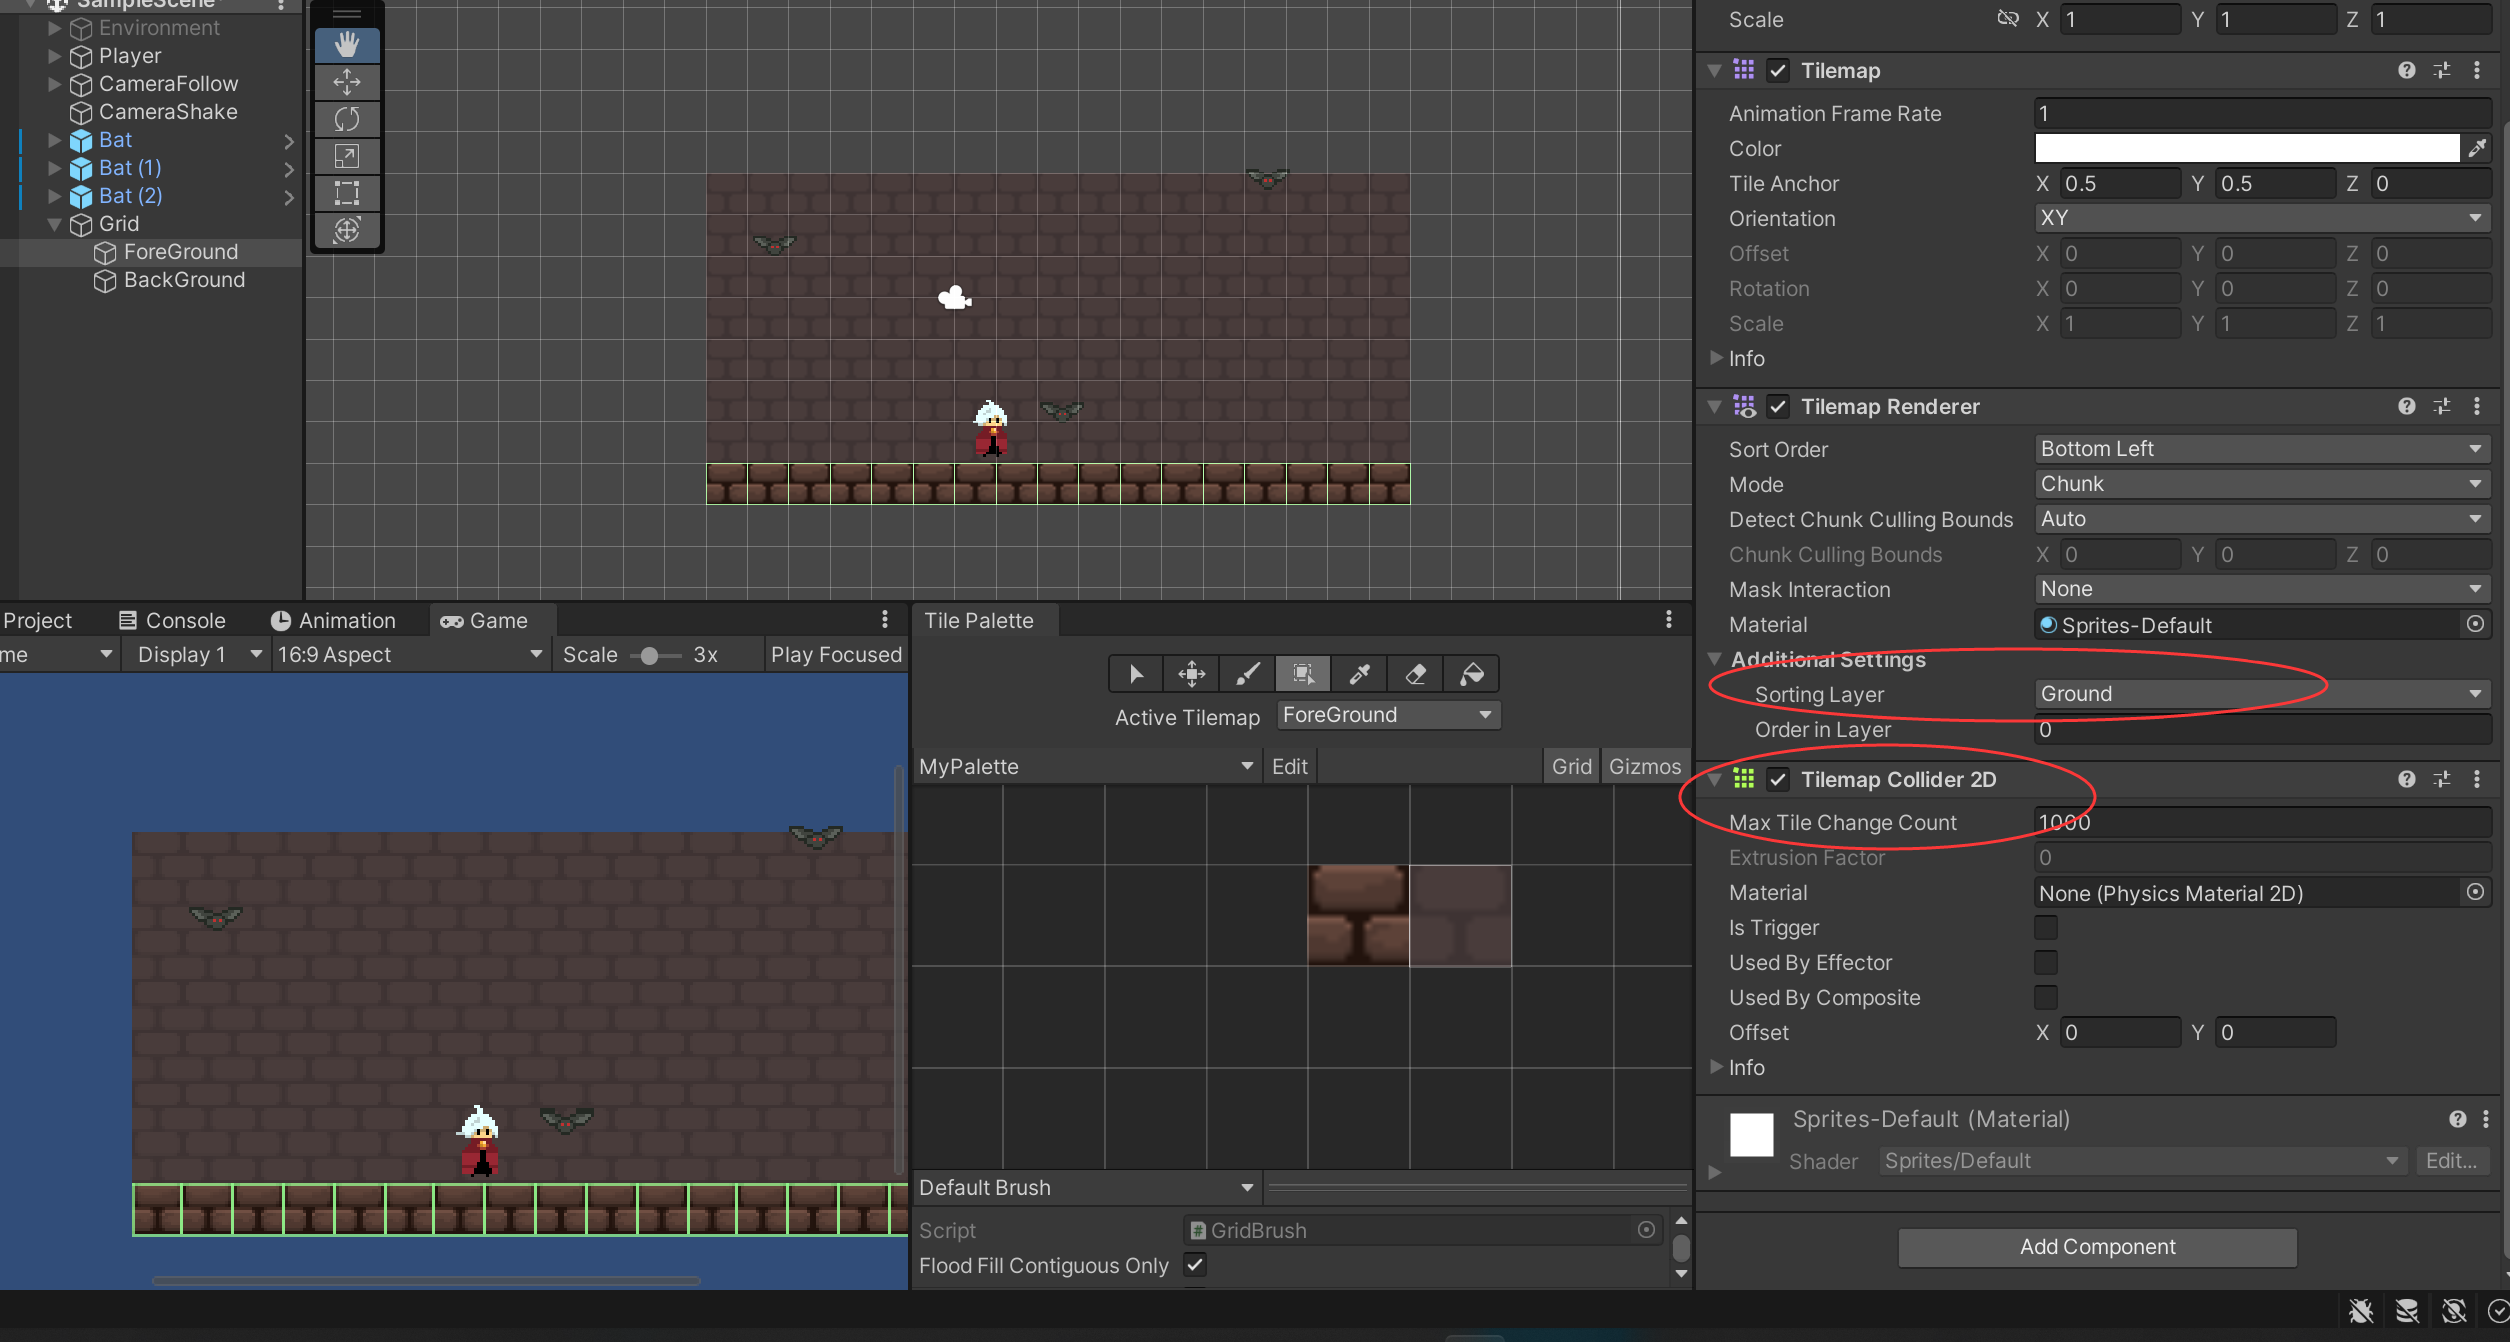 SampleScene*
Environment
Player
CameraFollow
CameraShake
Bat
Bat (1)
Bat (2)
Grid
ForeGround
BackGround
Project
Console
Animation
Game
me
Display 1
16:9 Aspect
Scale
3x
Play Focused
Tile Palette
Active Tilemap
ForeGround
MyPalette
Edit
Grid
Gizmos
Default Brush
Script
GridBrush
Flood Fill Contiguous Only
Scale X 1 Y 1 Z 1
Tilemap
Animation Frame Rate 1
Color
Tile Anchor X 0.5 Y 0.5 Z 0
Orientation XY
Offset X 0 Y 0 Z 0
Rotation X 0 Y 0 Z 0
Scale X 1 Y 1 Z 1
Info
Tilemap Renderer
Sort Order Bottom Left
Mode Chunk
Detect Chunk Culling Bounds Auto
Chunk Culling Bounds X 0 Y 0 Z 0
Mask Interaction None
Material Sprites-Default
Additional Settings
Sorting Layer Ground
Order in Layer 0
Tilemap Collider 2D
Max Tile Change Count 1000
Extrusion Factor 0
Material None (Physics Material 2D)
Is Trigger
Used By Effector
Used By Composite
Offset X 0 Y 0
Info
Sprites-Default (Material)
Shader Sprites/Default Edit...
Add Component